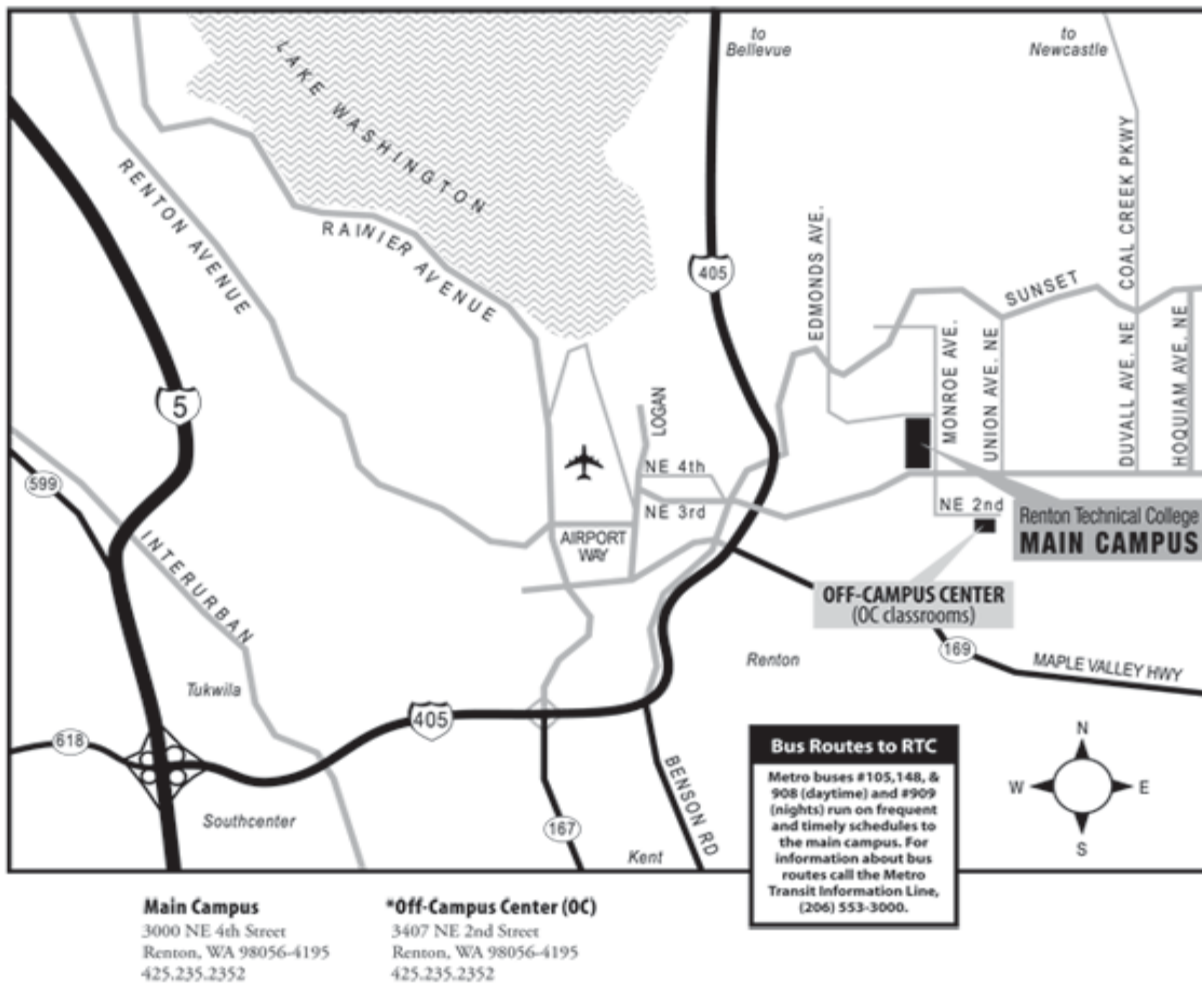 to
Bellevue
to
Newcastle
LAKE WASHINGTON
RENTON AVENUE
RAINIER AVENUE
405
EDMONDS AVE.
COAL CREEK PKWY
SUNSET
MONROE AVE.
UNION AVE. NE
DUVALL AVE. NE
HOQUIAM AVE. NE
5
LOGAN
NE 4th
NE 3rd
599
NE 2nd
AIRPORT
WAY
Renton Technical College
MAIN CAMPUS
INTERURBAN
OFF-CAMPUS CENTER
(OC classrooms)
169
MAPLE VALLEY HWY
Renton
Tukwila
405
618
Southcenter
167
BENSON RD
Kent
Bus Routes to RTC
Metro buses #105,148, &
908 (daytime) and #909
(nights) run on frequent
and timely schedules to
the main campus. For
information about bus
routes call the Metro
Transit Information Line,
(206) 553-3000.
N
W
E
S
Main Campus
3000 NE 4th Street
Renton, WA 98056-4195
425.235.2352
*Off-Campus Center (OC)
3407 NE 2nd Street
Renton, WA 98056-4195
425.235.2352